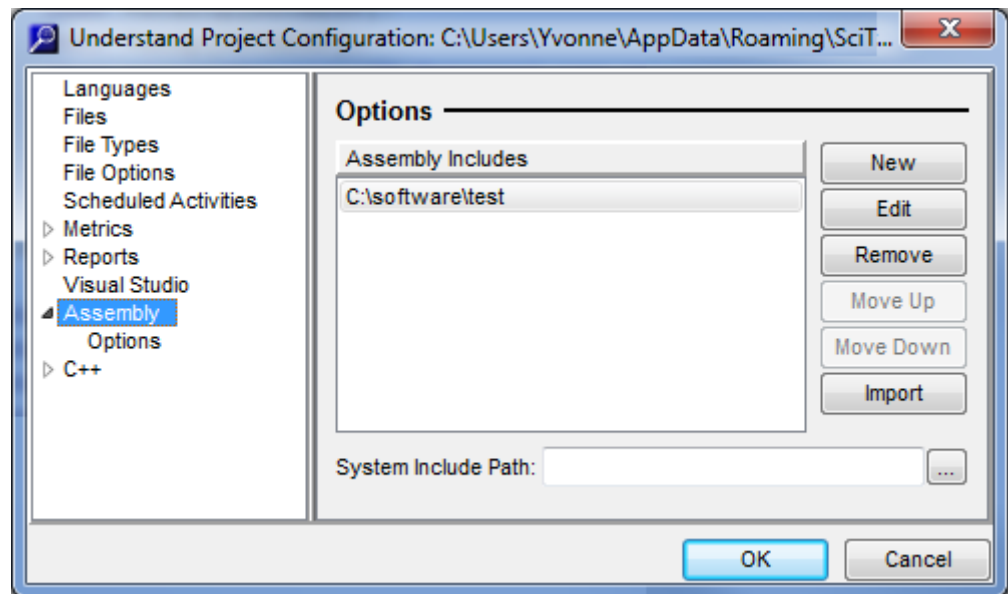 Understand Project Configuration: C:\Users\Yvonne\AppData\Roaming\SciT...
Languages
Files
File Types
File Options
Scheduled Activities
Metrics
Reports
Visual Studio
Assembly
Options
C++
Options
Assembly Includes
C:\software\test
New
Edit
Remove
Move Up
Move Down
Import
System Include Path:
...
OK
Cancel